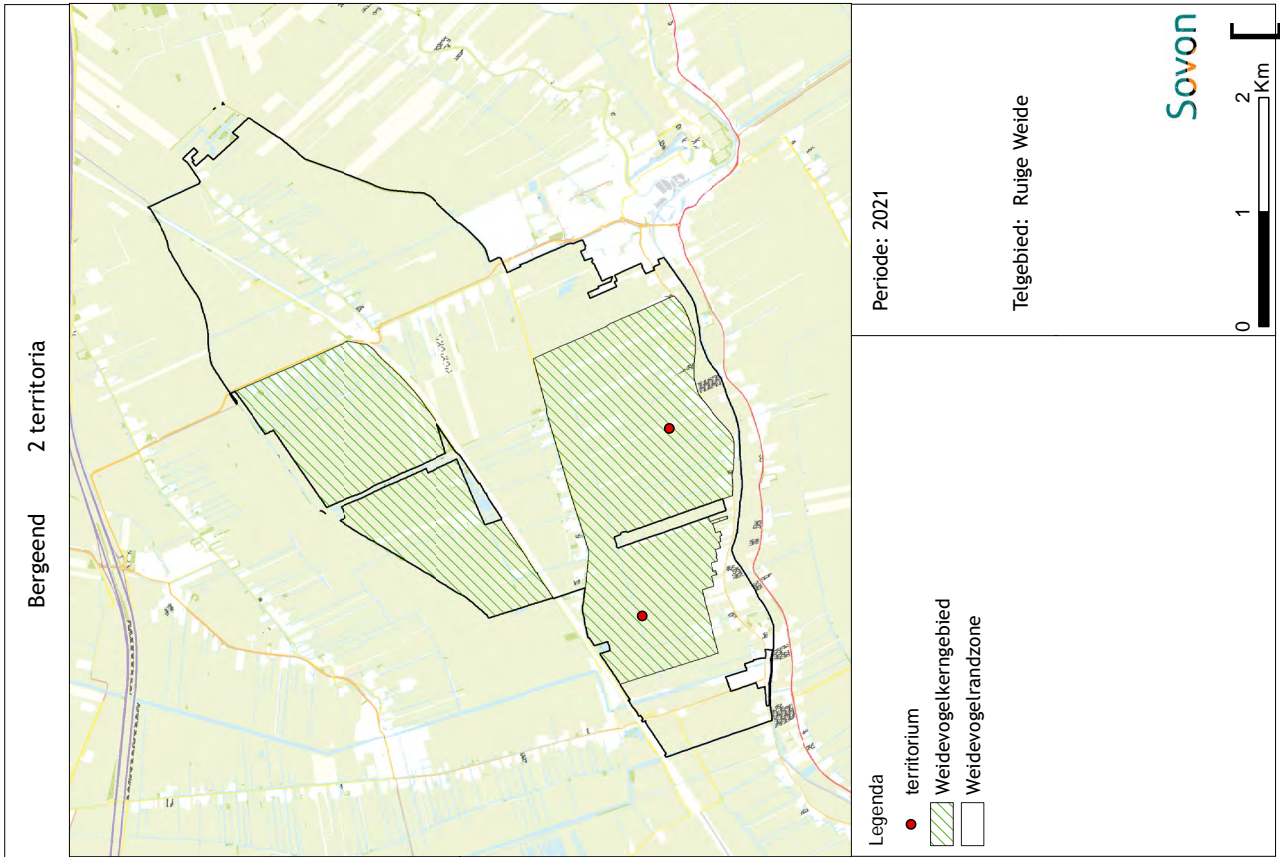 Bergeend 2 territoria
Legenda
territorium
Weidevogelkerngebied
Weidevogelrandzone
Periode: 2021
Telgebied: Ruige Weide
Sovon
0 1 2
Km